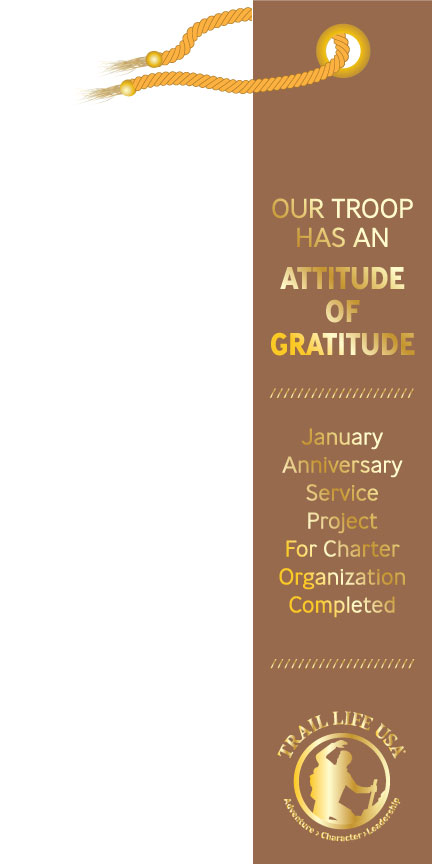 OUR TROOP
HAS AN
ATTITUDE
OF
GRATITUDE
January
Anniversary
Service
Project
For Charter
Organization
Completed
TRAIL LIFE USA
Adventure › Character › Leadership